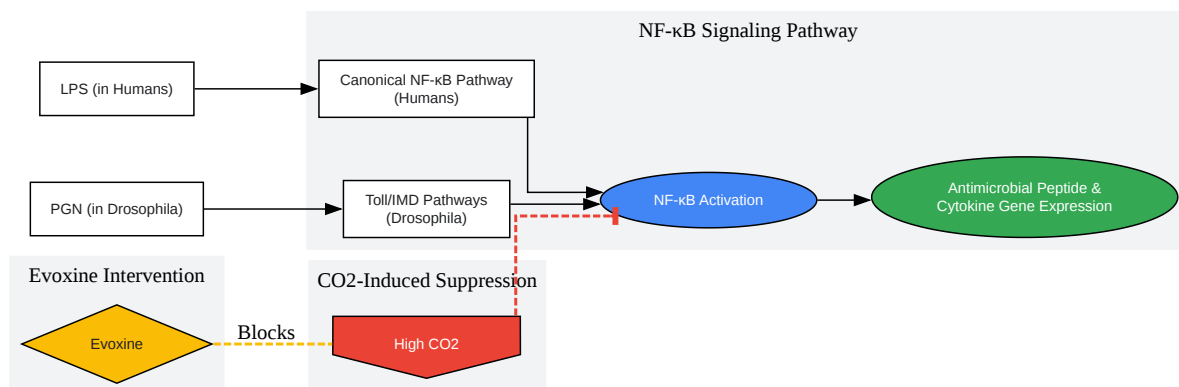 NF-κB Signaling Pathway
LPS (in Humans)
Canonical NF-κB Pathway
(Humans)
PGN (in Drosophila)
Toll/IMD Pathways
(Drosophila)
NF-κB Activation
Antimicrobial Peptide &
Cytokine Gene Expression
Evoxine Intervention
CO2-Induced Suppression
Evoxine
Blocks
High CO2